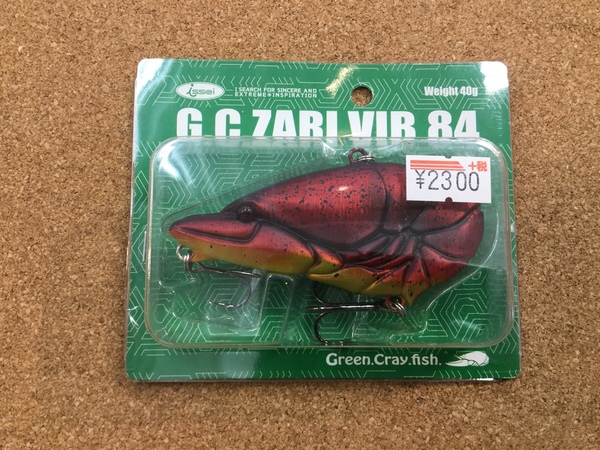 issei
I SEARCH FOR SINCERE AND
EXTREME≡INSPIRATION
Weight 40g
G.C.ZARI VIB 84
+税
¥2300
Green.Cray.fish.